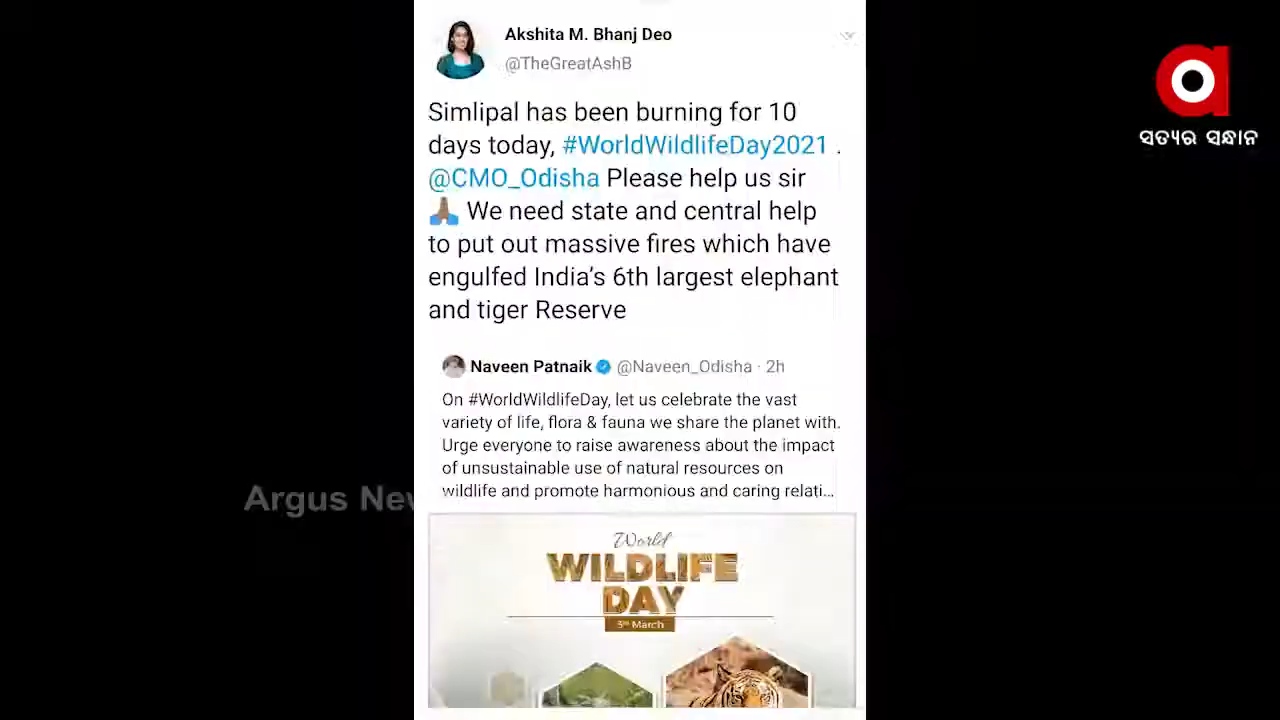 Akshita M. Bhanj Deo
@TheGreatAshB
Simlipal has been burning for 10
days today, #WorldWildlifeDay2021 .
@CMO_Odisha Please help us sir
🙏🏽 We need state and central help
to put out massive fires which have
engulfed India’s 6th largest elephant
and tiger Reserve
Naveen Patnaik @Naveen_Odisha · 2h
On #WorldWildlifeDay, let us celebrate the vast
variety of life, flora & fauna we share the planet with.
Urge everyone to raise awareness about the impact
of unsustainable use of natural resources on
wildlife and promote harmonious and caring relati...
World
WILDLIFE
DAY
3rd March
ସତ୍ୟର ସନ୍ଧାନ
Argus Nev